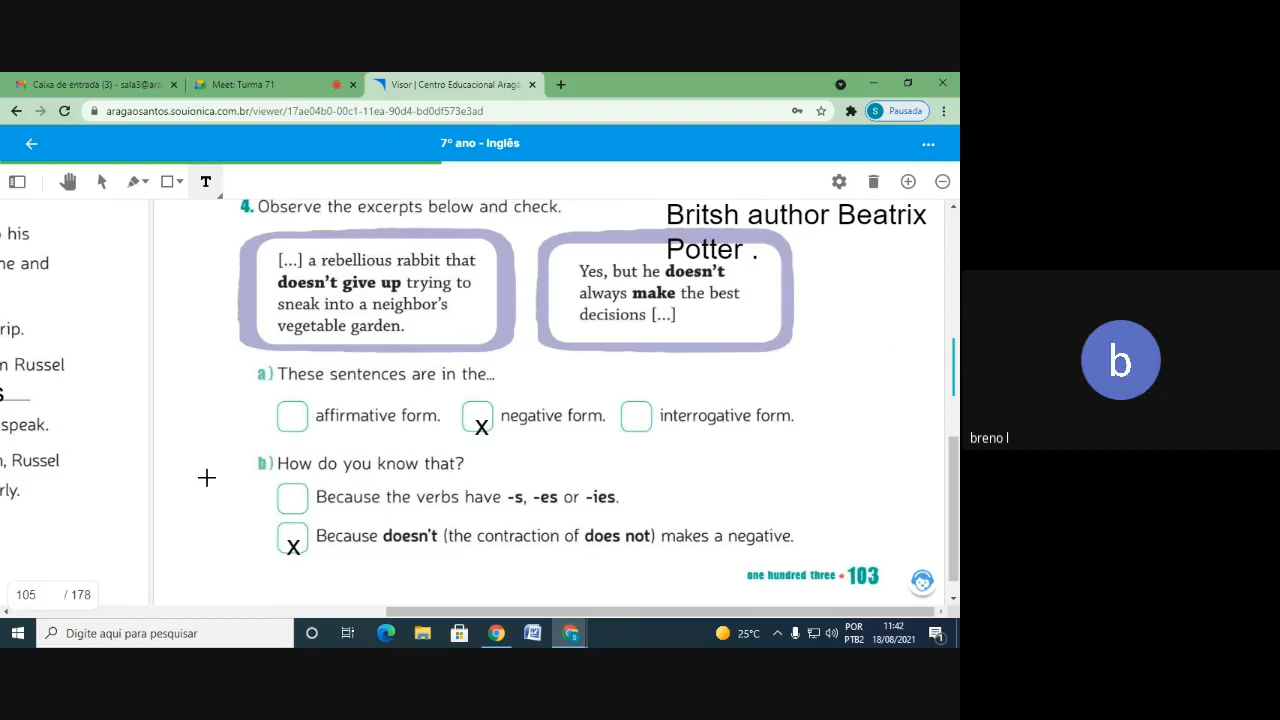 Caixa de entrada (3) - sala3@ara
Meet: Turma 71
Visor | Centro Educacional Aragã
aragaosantos.souionica.com.br/viewer/17ae04b0-00c1-11ea-90d4-bd0df573e3ad
S Pausada
7º ano - Inglês
T
4. Observe the excerpts below and check.
Britsh author Beatrix
Potter .
o his
ne and
rip.
m Russel
s
speak.
n, Russel
rly.
[...] a rebellious rabbit that
doesn't give up trying to
sneak into a neighbor's
vegetable garden.
Yes, but he doesn't
always make the best
decisions [...]
a) These sentences are in the...
affirmative form. x negative form. interrogative form.
b) How do you know that?
Because the verbs have -s, -es or -ies.
x Because doesn't (the contraction of does not) makes a negative.
one hundred three • 103
105 / 178
b
breno l
Digite aqui para pesquisar
25°C
POR
PTB2
11:42
18/08/2021
1